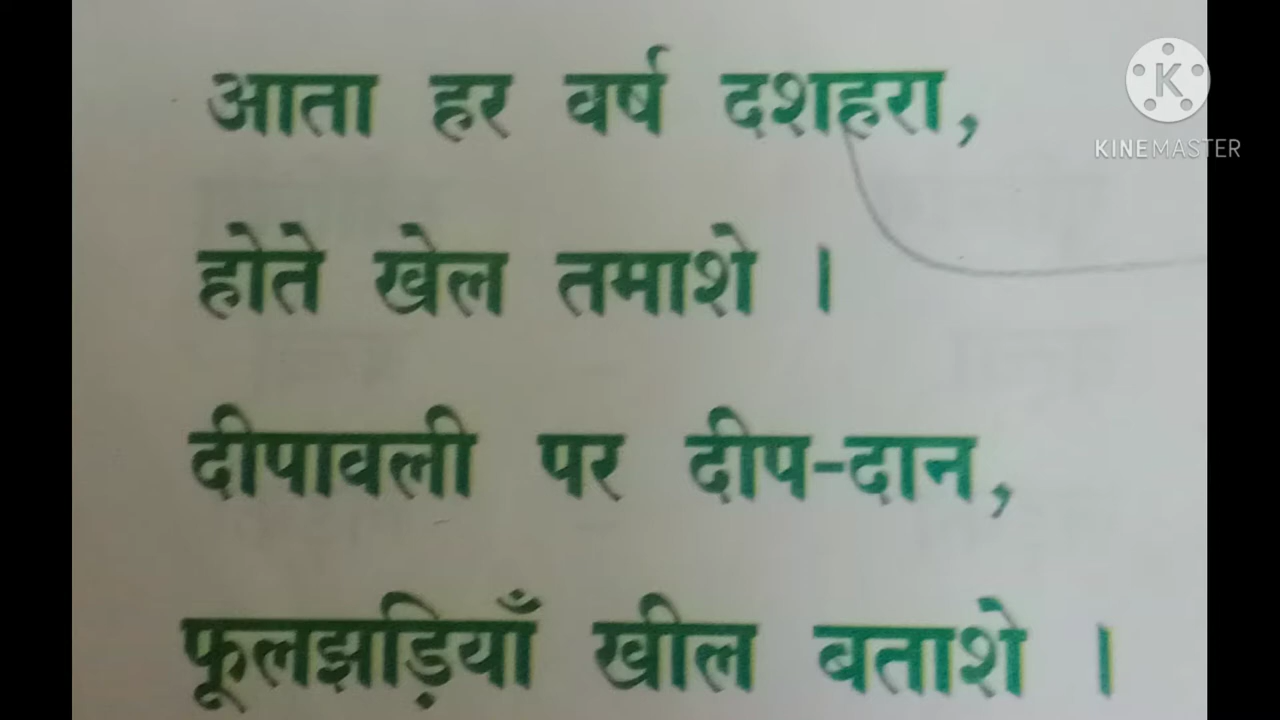 आता हर वर्ष दशहरा,
होते खेल तमाशे ।
दीपावली पर दीप-दान,
फूलझड़ियाँ खील बताशे ।
KINEMASTER